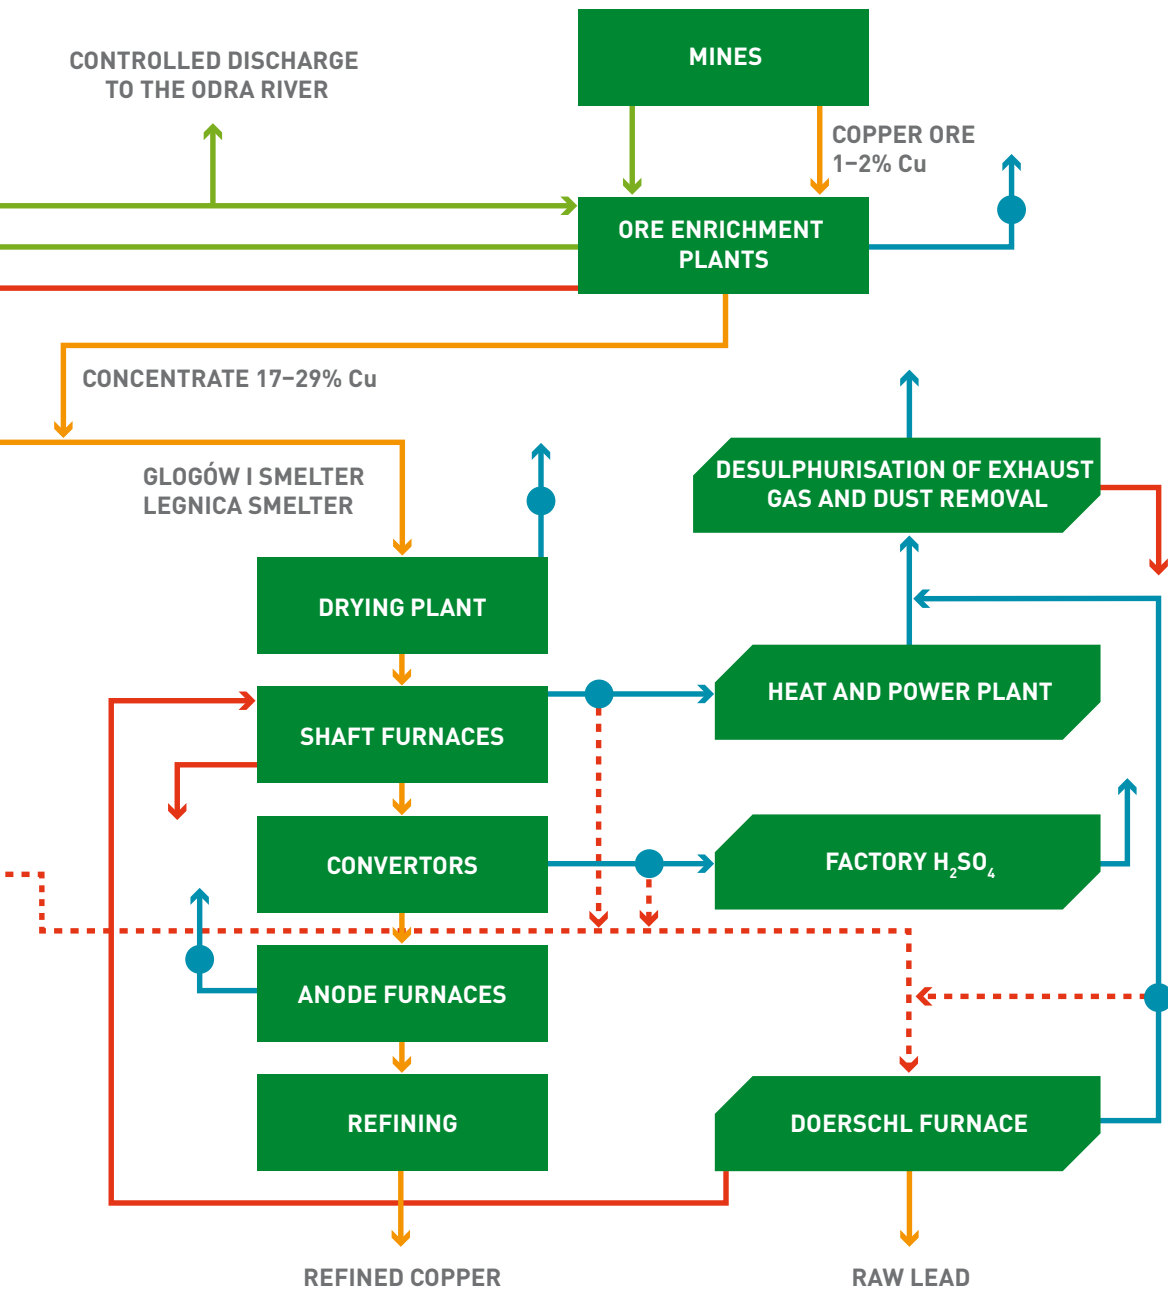 CONTROLLED DISCHARGE
TO THE ODRA RIVER
MINES
COPPER ORE
1–2% Cu
ORE ENRICHMENT
PLANTS
CONCENTRATE 17–29% Cu
GLOGÓW I SMELTER
LEGNICA SMELTER
DESULPHURISATION OF EXHAUST
GAS AND DUST REMOVAL
DRYING PLANT
HEAT AND POWER PLANT
SHAFT FURNACES
CONVERTORS
FACTORY H₂SO₄
ANODE FURNACES
REFINING
DOERSCHL FURNACE
REFINED COPPER
RAW LEAD